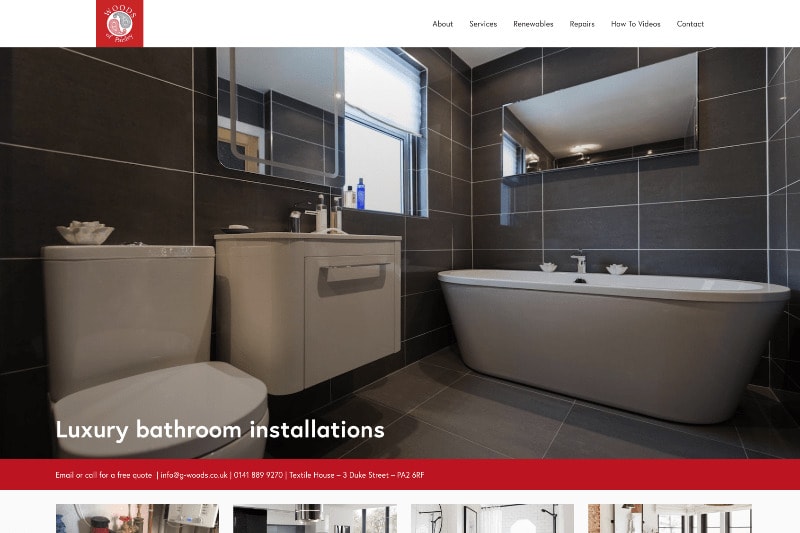 WOODS
of Paisley
About
Services
Renewables
Repairs
How To Videos
Contact
Luxury bathroom installations
Email or call for a free quote | info@g-woods.co.uk | 0141 889 9270 | Textile House – 3 Duke Street – PA2 6RF